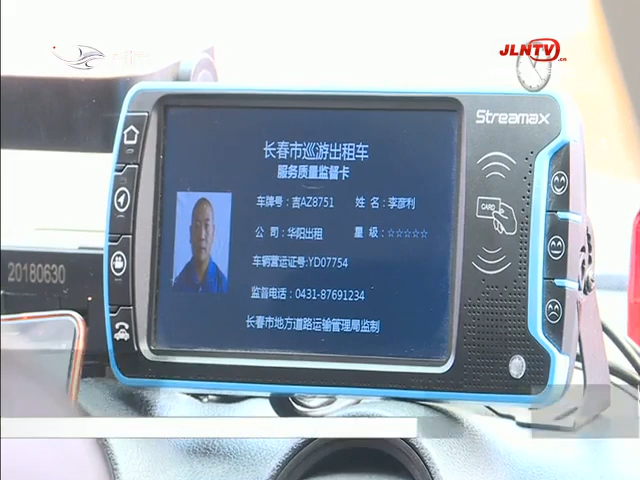 JLNTV.cn
Streamax
长春市巡游出租车
服务质量监督卡
车牌号：吉AZ8751 姓名：李彦利
公司：华阳出租 星级：☆☆☆☆☆
车辆营运证号:YD07754
监督电话：0431-87691234
长春市地方道路运输管理局监制
CARD
20180630